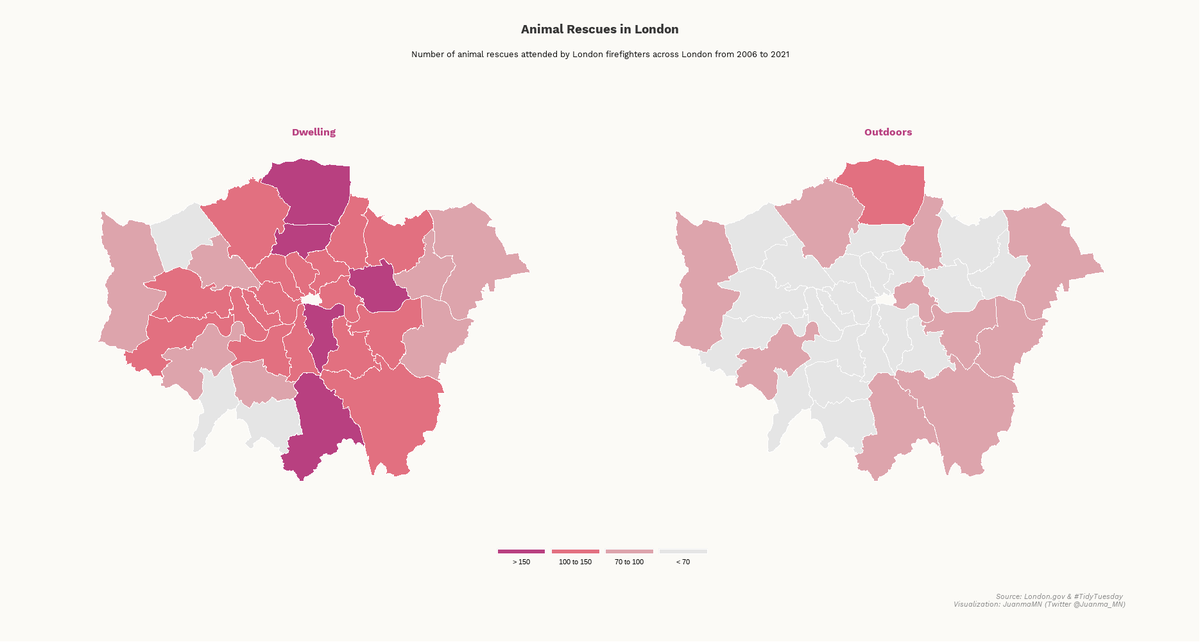 Animal Rescues in London
Number of animal rescues attended by London firefighters across London from 2006 to 2021
Dwelling
Outdoors
> 150
100 to 150
70 to 100
< 70
Source: London.gov & #TidyTuesday
Visualization: JuanmaMN (Twitter @Juanma_MN)